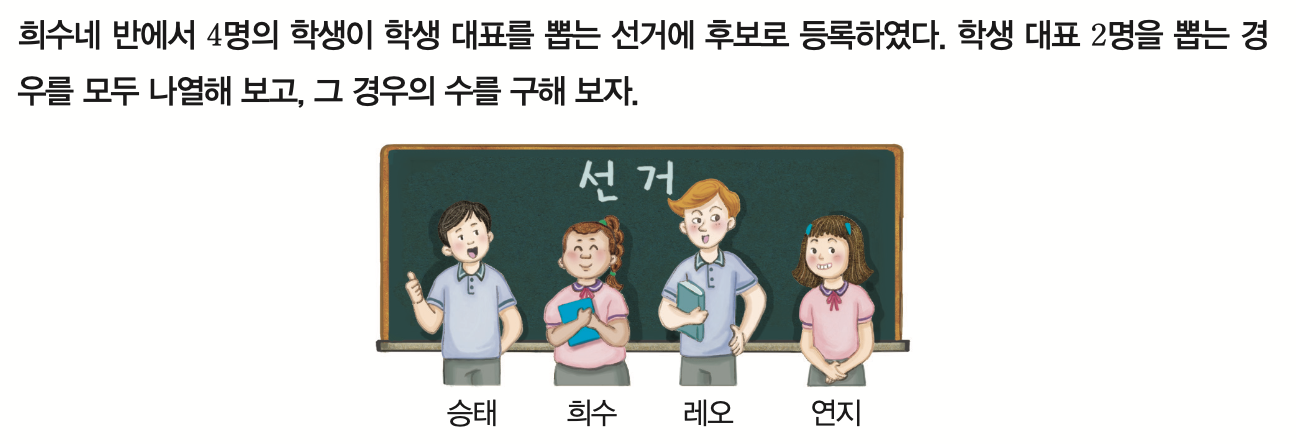 희수네 반에서 4명의 학생이 학생 대표를 뽑는 선거에 후보로 등록하였다. 학생 대표 2명을 뽑는 경
우를 모두 나열해 보고, 그 경우의 수를 구해 보자.
선거
승태 희수 레오 연지